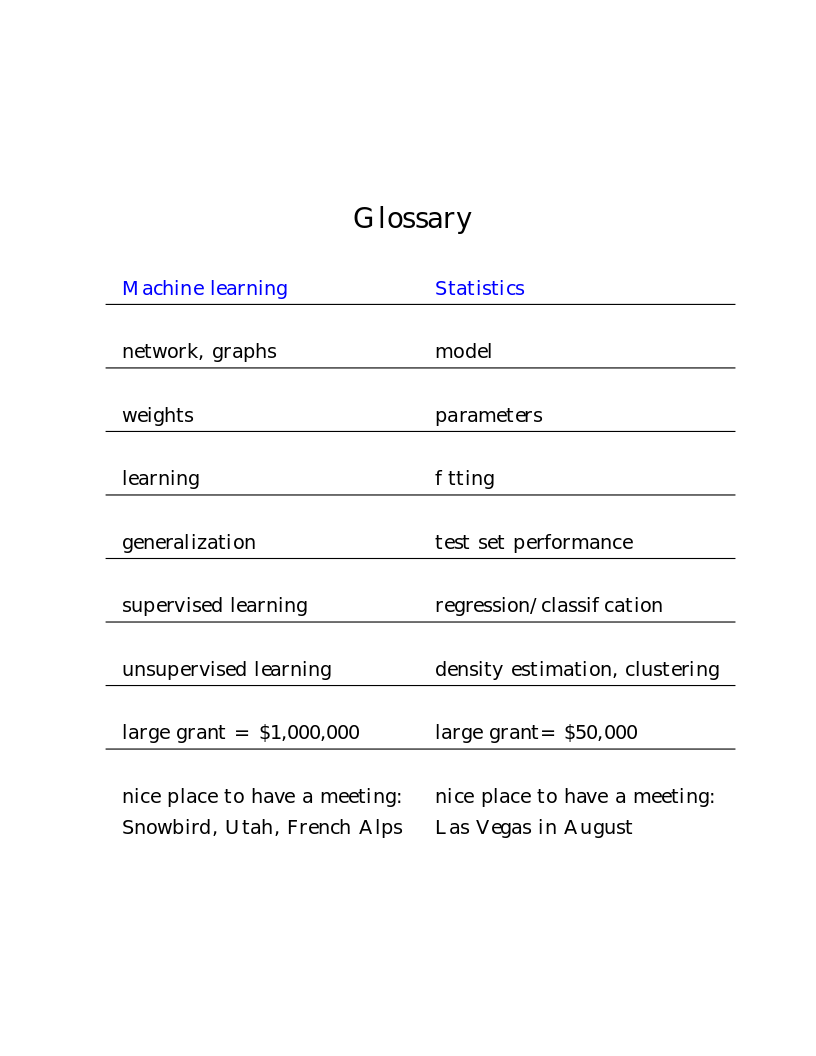 Glossary
Machine learning Statistics
network, graphs model
weights parameters
learning f tting
generalization test set performance
supervised learning regression/classif cation
unsupervised learning density estimation, clustering
large grant = $1,000,000 large grant= $50,000
nice place to have a meeting: nice place to have a meeting:
Snowbird, Utah, French Alps Las Vegas in August